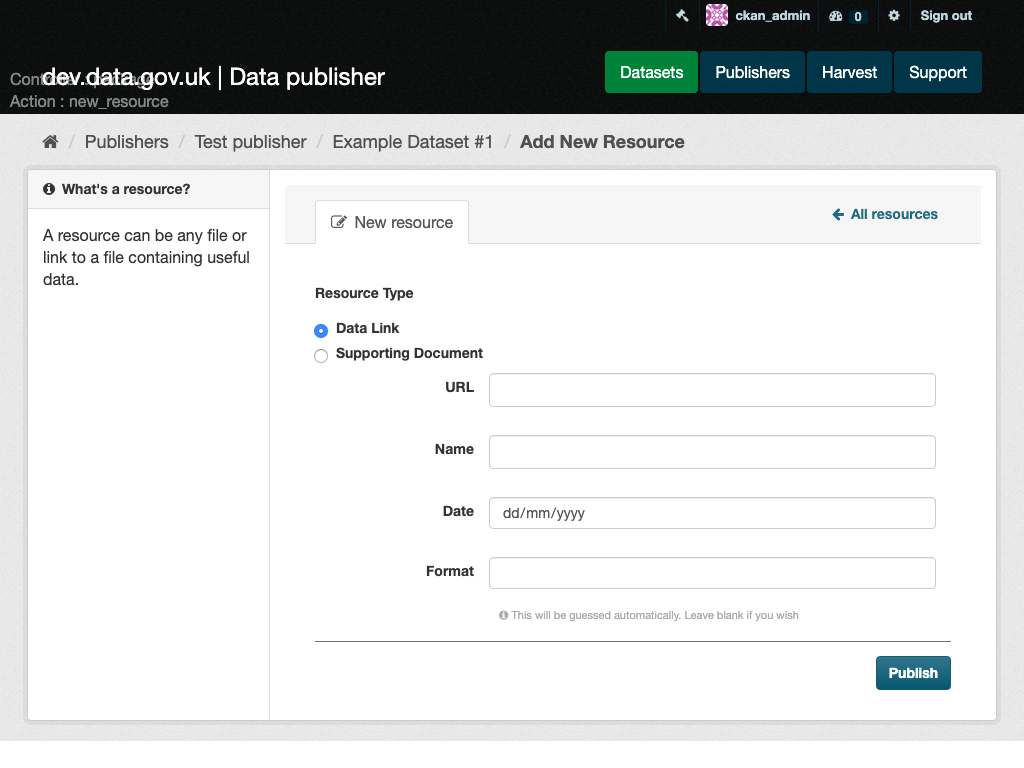 ckan_admin 0 Sign out
dev.data.gov.uk | Data publisher
Action : new_resource
Datasets Publishers Harvest Support
Publishers / Test publisher / Example Dataset #1 / Add New Resource
What's a resource?
A resource can be any file or
link to a file containing useful
data.
New resource
All resources
Resource Type
Data Link
Supporting Document
URL
Name
Date dd/mm/yyyy
Format
This will be guessed automatically. Leave blank if you wish
Publish